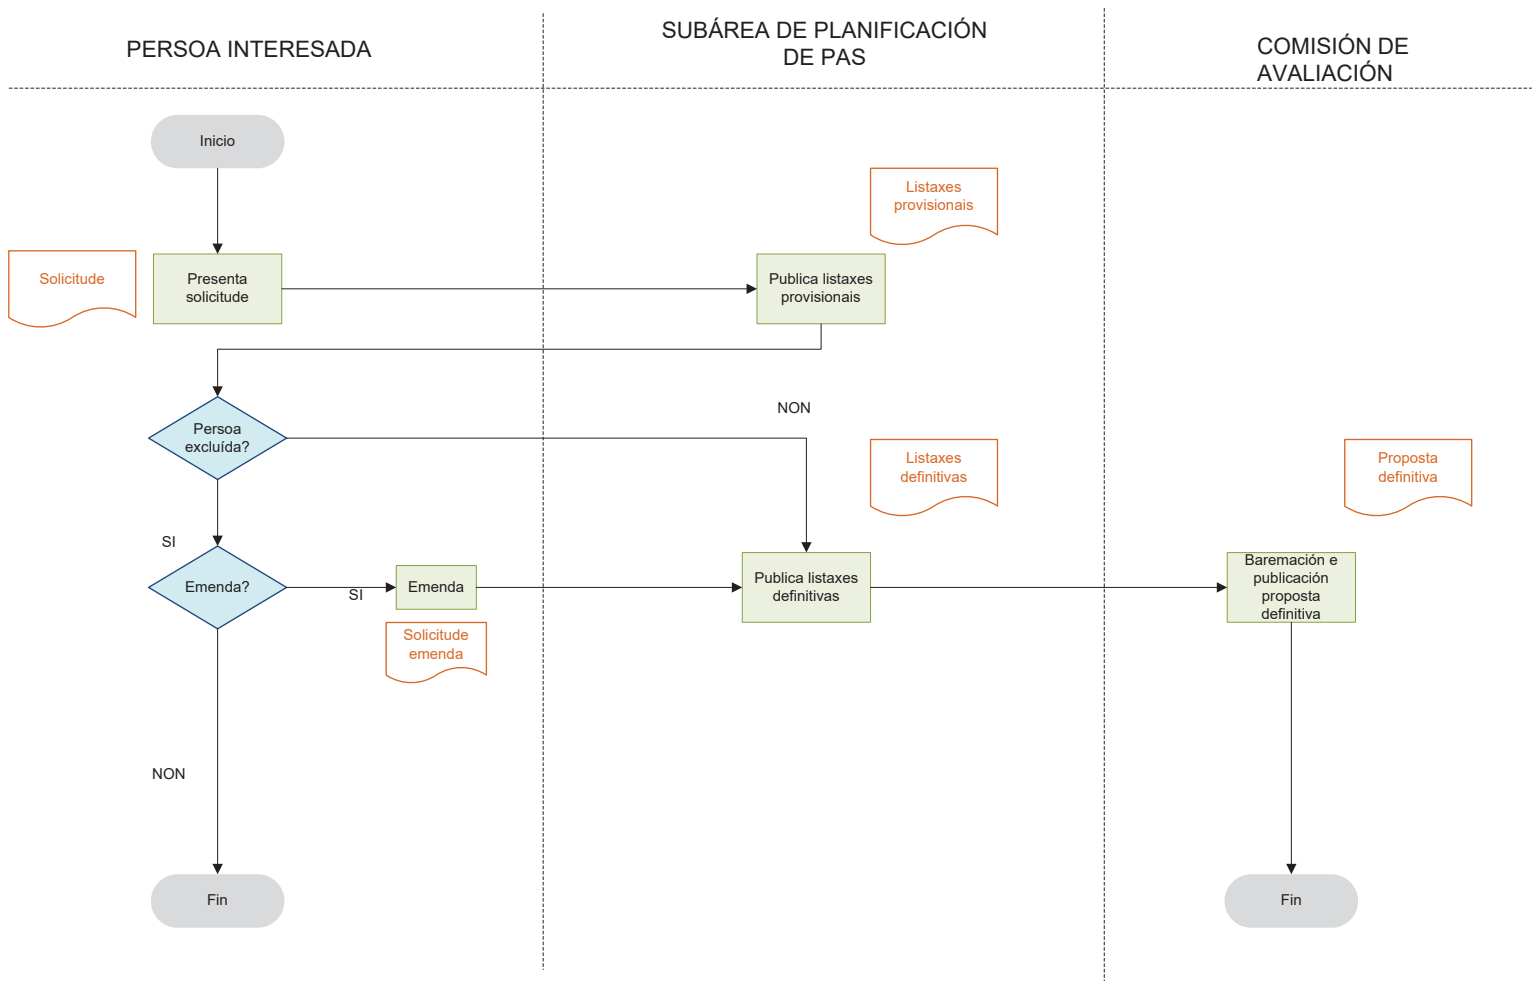 PERSOA INTERESADA
SUBÁREA DE PLANIFICACIÓN
DE PAS
COMISIÓN DE
AVALIACIÓN
Inicio
Listaxes
provisionais
Solicitude
Presenta
solicitude
Publica listaxes
provisionais
Persoa
excluída?
NON
Listaxes
definitivas
Proposta
definitiva
SI
Emenda?
SI
Emenda
Publica listaxes
definitivas
Baremación e
publicación
proposta
definitiva
Solicitude
emenda
NON
Fin
Fin